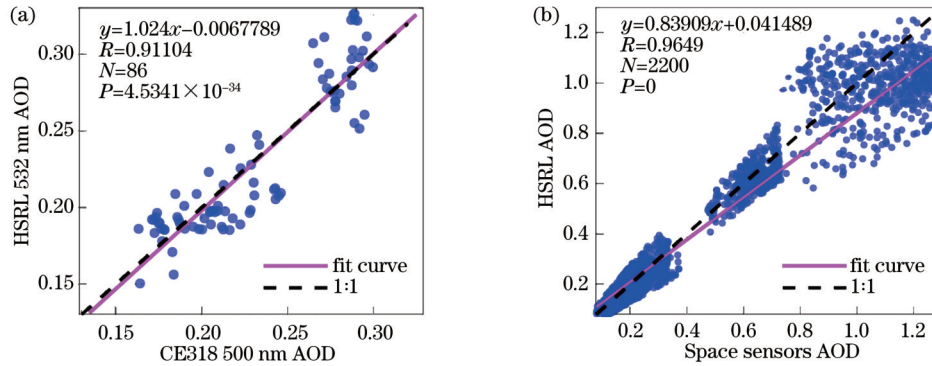 (a)
y=1.024x−0.0067789
R=0.91104
N=86
P=4.5341×10⁻³⁴
HSRL 532 nm AOD
0.30
0.25
0.20
0.15
fit curve
1:1
0.15 0.20 0.25 0.30
CE318 500 nm AOD
(b)
y=0.83909x+0.041489
R=0.9649
N=2200
P=0
HSRL AOD
1.2
1.0
0.8
0.6
0.4
0.2
fit curve
1:1
0.2 0.4 0.6 0.8 1.0 1.2
Space sensors AOD